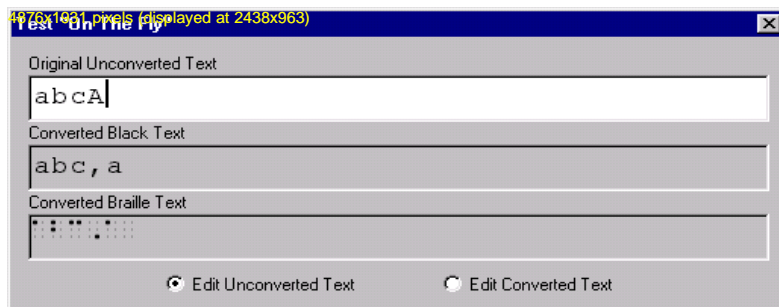 4876x1931 pixels (displayed at 2438x963)
Test "On The Fly"
Original Unconverted Text
abcA
Converted Black Text
abc,a
Converted Braille Text
⠁⠃⠉⠠⠁
Edit Unconverted Text
Edit Converted Text